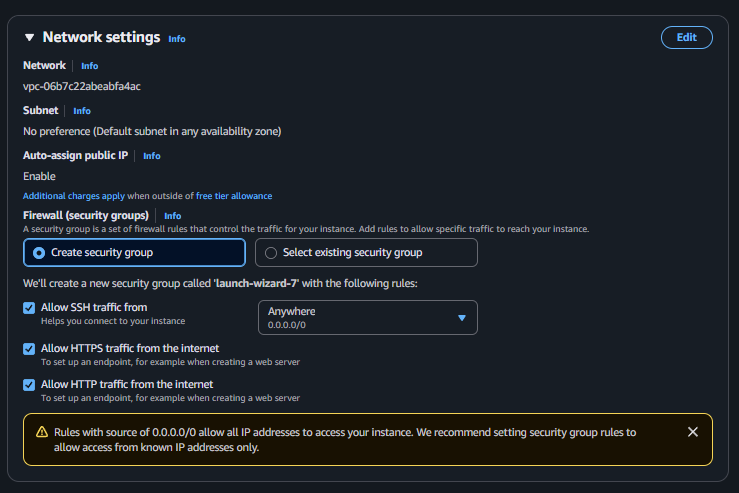 Network settings Info
Edit
Network Info
vpc-06b7c22abeabfa4ac
Subnet Info
No preference (Default subnet in any availability zone)
Auto-assign public IP Info
Enable
Additional charges apply when outside of free tier allowance
Firewall (security groups) Info
A security group is a set of firewall rules that control the traffic for your instance. Add rules to allow specific traffic to reach your instance.
Create security group
Select existing security group
We'll create a new security group called 'launch-wizard-7' with the following rules:
Allow SSH traffic from
Helps you connect to your instance
Anywhere
0.0.0.0/0
Allow HTTPS traffic from the internet
To set up an endpoint, for example when creating a web server
Allow HTTP traffic from the internet
To set up an endpoint, for example when creating a web server
Rules with source of 0.0.0.0/0 allow all IP addresses to access your instance. We recommend setting security group rules to
allow access from known IP addresses only.